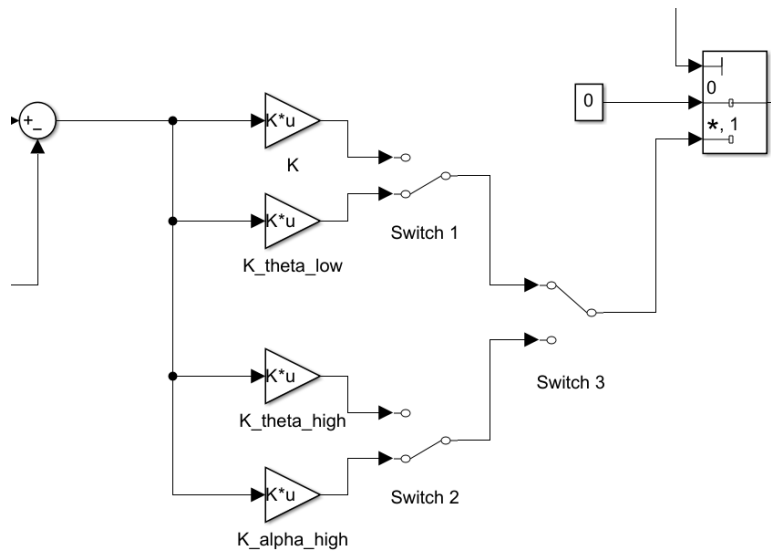 0
0
+
−
K*u
*, 1
K
K*u
Switch 1
K_theta_low
K*u
Switch 3
K_theta_high
K*u
Switch 2
K_alpha_high